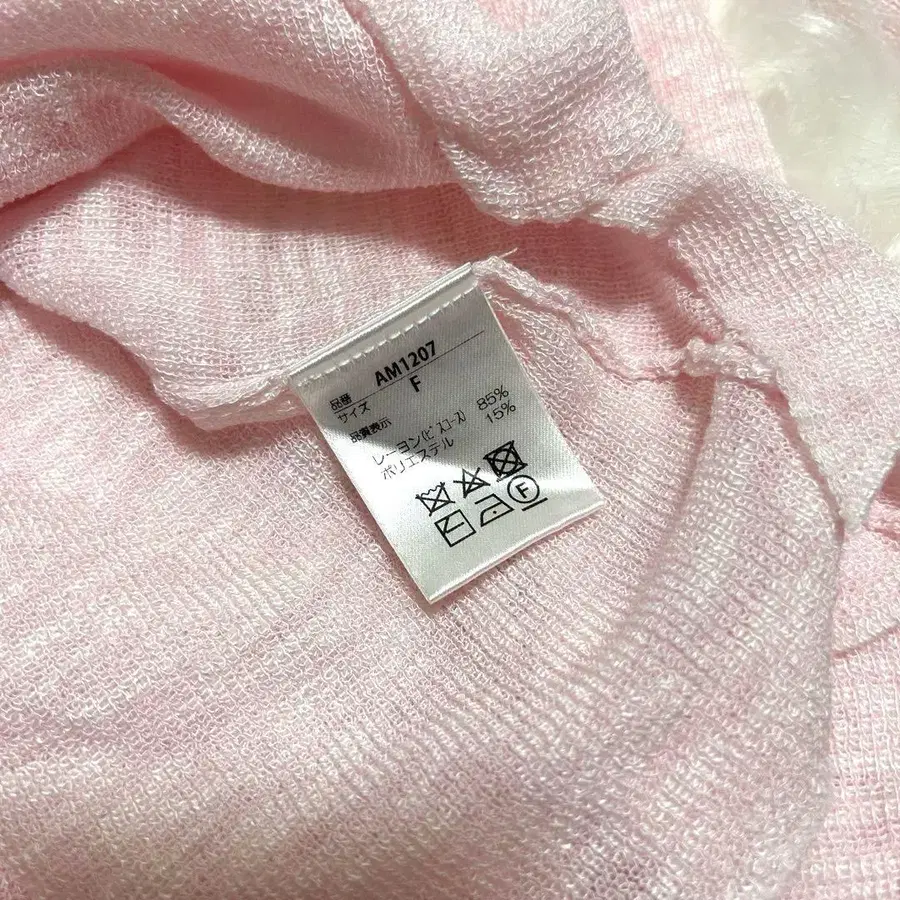 品番 AM1207
サイズ F
品質表示
レーヨン(ビスコース) 85%
ポリエステル 15%
F